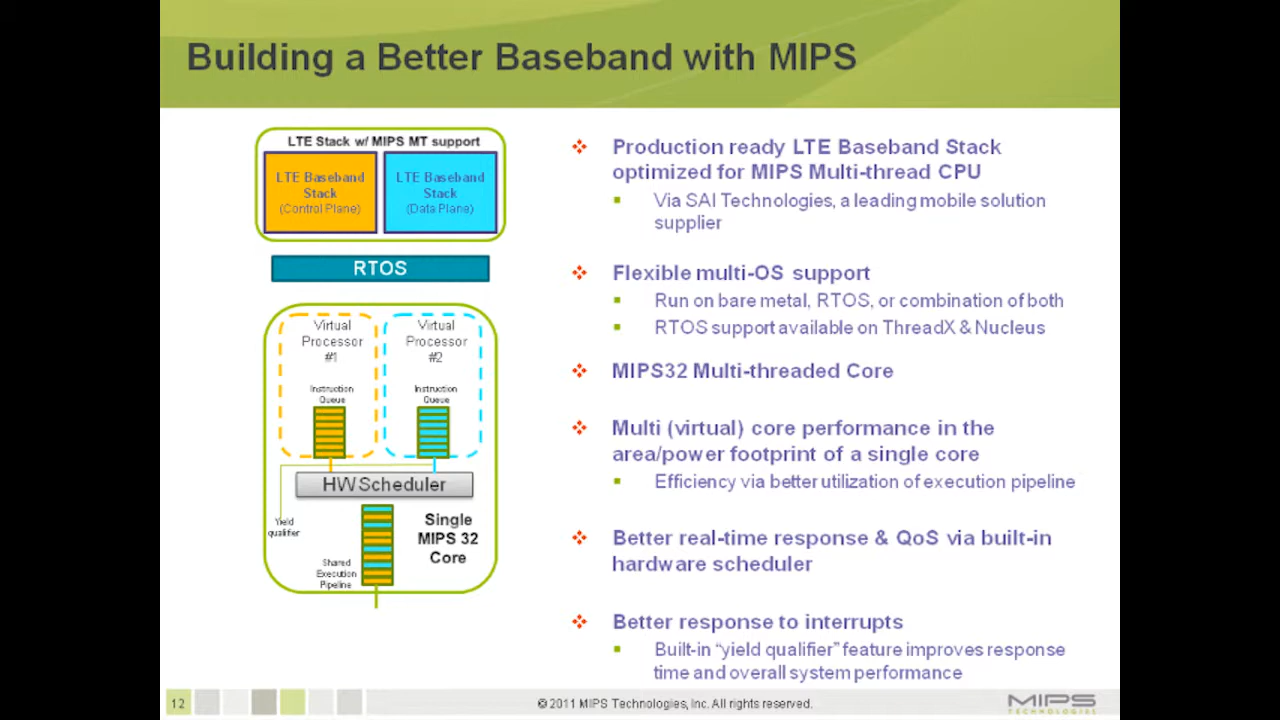 Building a Better Baseband with MIPS
LTE Stack w/ MIPS MT support
LTE Baseband
Stack
(Control Plane)
LTE Baseband
Stack
(Data Plane)
RTOS
Virtual
Processor
#1
Virtual
Processor
#2
Instruction
Queue
Instruction
Queue
HW Scheduler
Yield
qualifier
Single
MIPS 32
Core
Shared
Execution
Pipeline
Production ready LTE Baseband Stack
optimized for MIPS Multi-thread CPU
Via SAI Technologies, a leading mobile solution
supplier
Flexible multi-OS support
Run on bare metal, RTOS, or combination of both
RTOS support available on ThreadX & Nucleus
MIPS32 Multi-threaded Core
Multi (virtual) core performance in the
area/power footprint of a single core
Efficiency via better utilization of execution pipeline
Better real-time response & QoS via built-in
hardware scheduler
Better response to interrupts
Built-in “yield qualifier” feature improves response
time and overall system performance
12
© 2011 MIPS Technologies, Inc. All rights reserved.
MIPS
TECHNOLOGIES